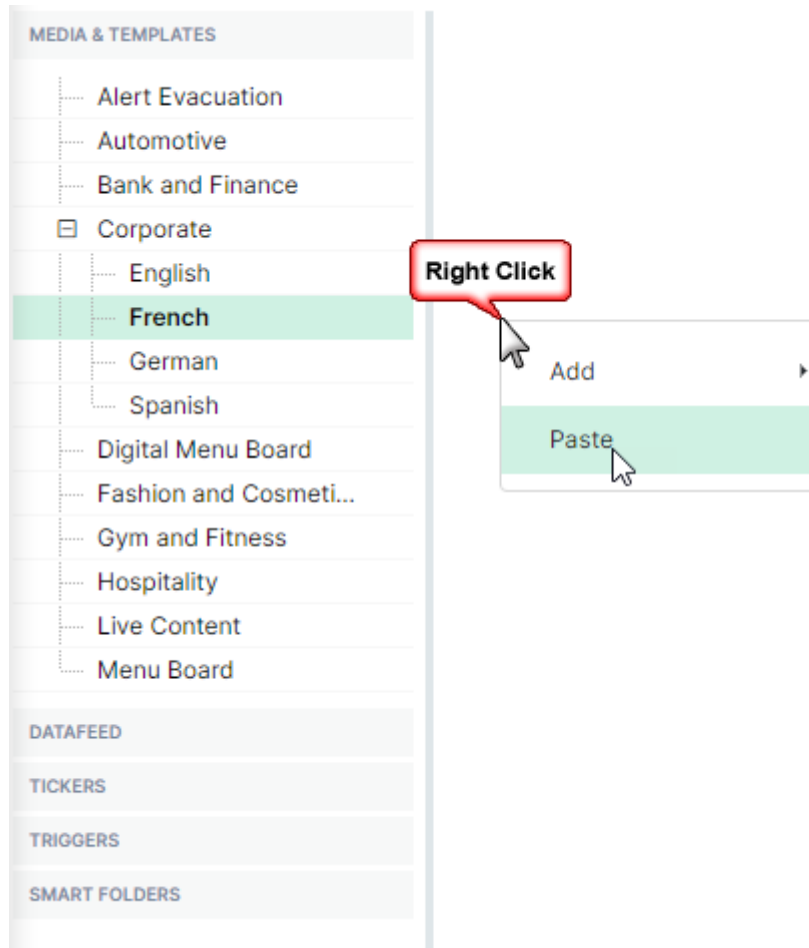 MEDIA & TEMPLATES
Alert Evacuation
Automotive
Bank and Finance
Corporate
English
French
German
Spanish
Digital Menu Board
Fashion and Cosmeti...
Gym and Fitness
Hospitality
Live Content
Menu Board
DATAFEED
TICKERS
TRIGGERS
SMART FOLDERS
Right Click
Add
Paste